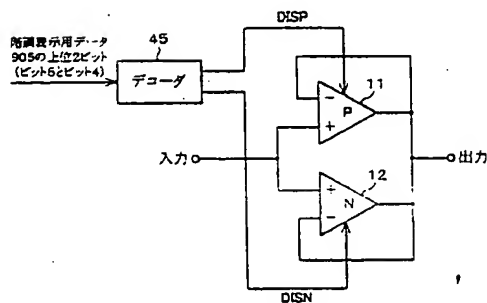 DISP
階調表示用データ
905の上位2ビット
(ビット5とビット4)
45
デコーダ
11
－
P
＋
入力
出力
12
＋
N
－
DISN